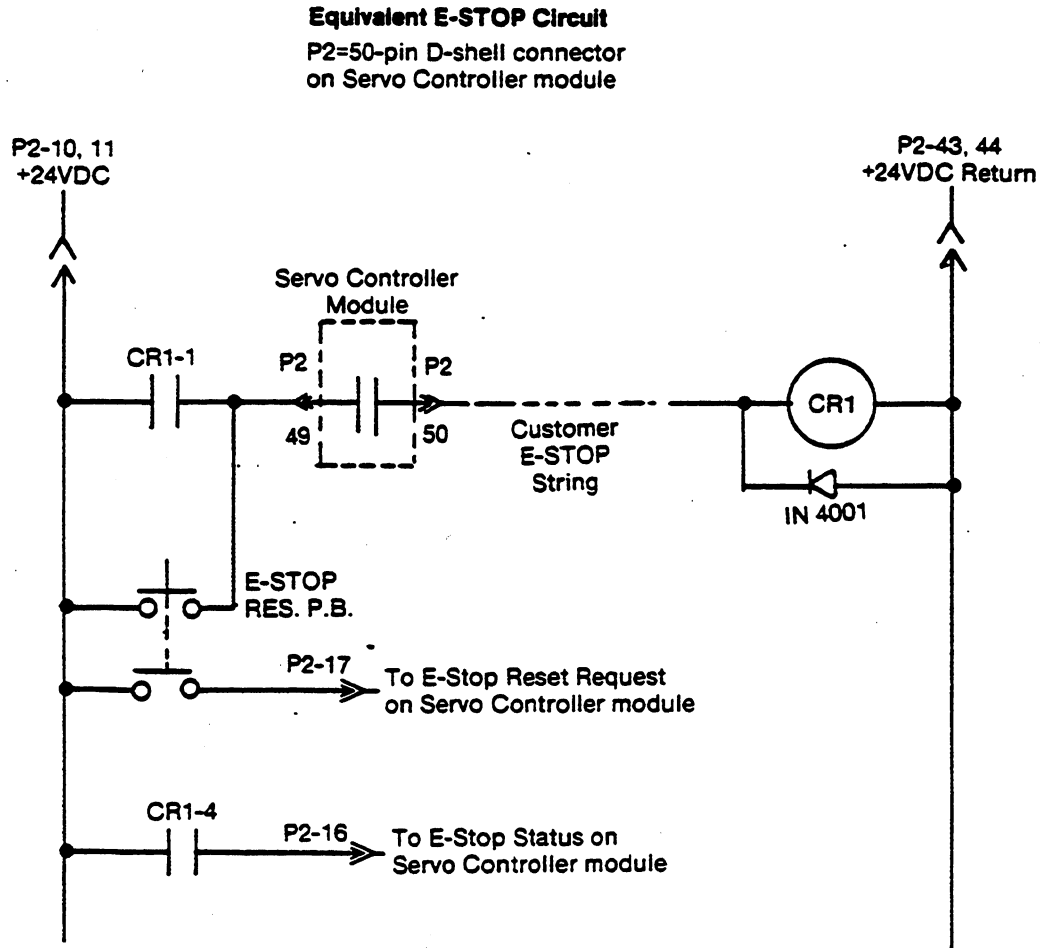 Equivalent E-STOP Circuit
P2=50-pin D-shell connector
on Servo Controller module
P2-10, 11
+24VDC
P2-43, 44
+24VDC Return
Servo Controller
Module
CR1-1
P2
P2
49
50
CR1
Customer
E-STOP
String
IN 4001
E-STOP
RES. P.B.
P2-17
To E-Stop Reset Request
on Servo Controller module
CR1-4
P2-16
To E-Stop Status on
Servo Controller module